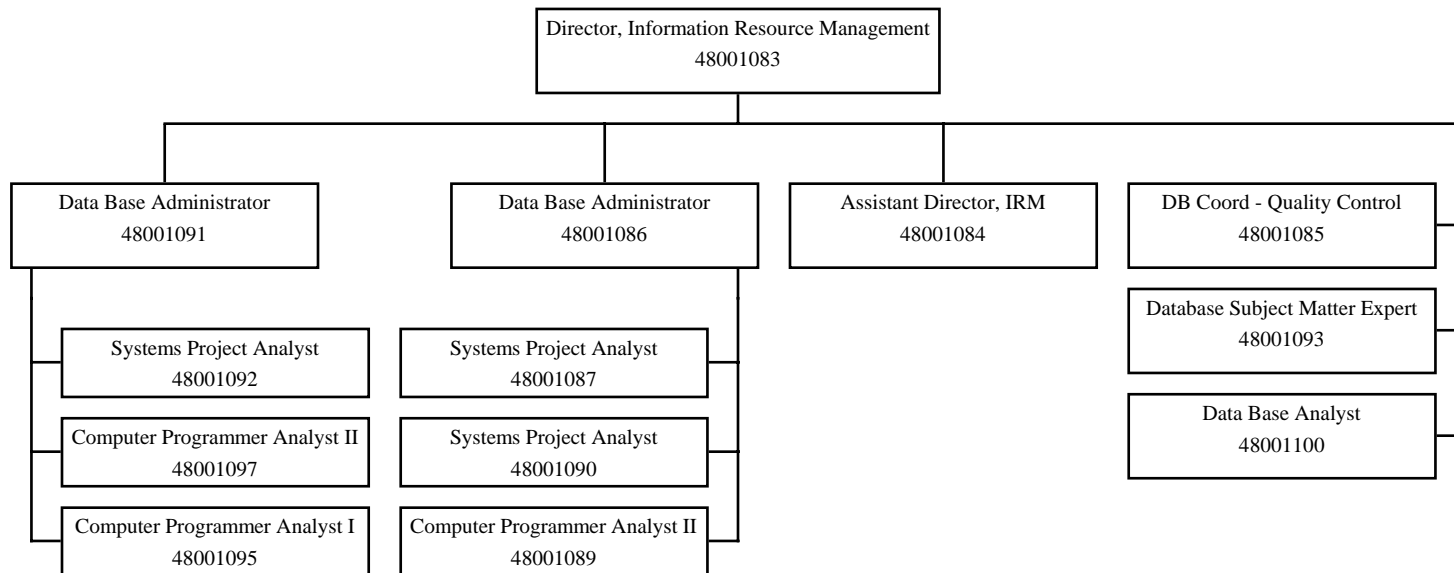 Director, Information Resource Management
48001083
Data Base Administrator
48001091
Data Base Administrator
48001086
Assistant Director, IRM
48001084
DB Coord - Quality Control
48001085
Database Subject Matter Expert
48001093
Systems Project Analyst
48001092
Systems Project Analyst
48001087
Data Base Analyst
48001100
Computer Programmer Analyst II
48001097
Systems Project Analyst
48001090
Computer Programmer Analyst I
48001095
Computer Programmer Analyst II
48001089